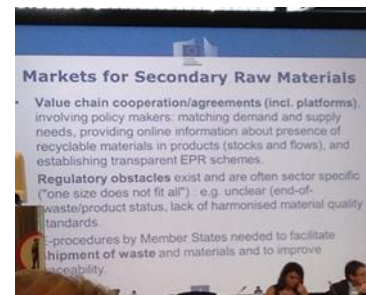 Markets for Secondary Raw Materials
• Value chain cooperation/agreements (incl. platforms),
involving policy makers: matching demand and supply
needs, providing online information about presence of
recyclable materials in products (stocks and flows), and
establishing transparent EPR schemes.
Regulatory obstacles exist and are often sector specific
("one size does not fit all") : e.g. unclear (end-of-
waste/product status, lack of harmonised material quality
standards.
E-procedures by Member States needed to facilitate
shipment of waste and materials and to improve
traceability.